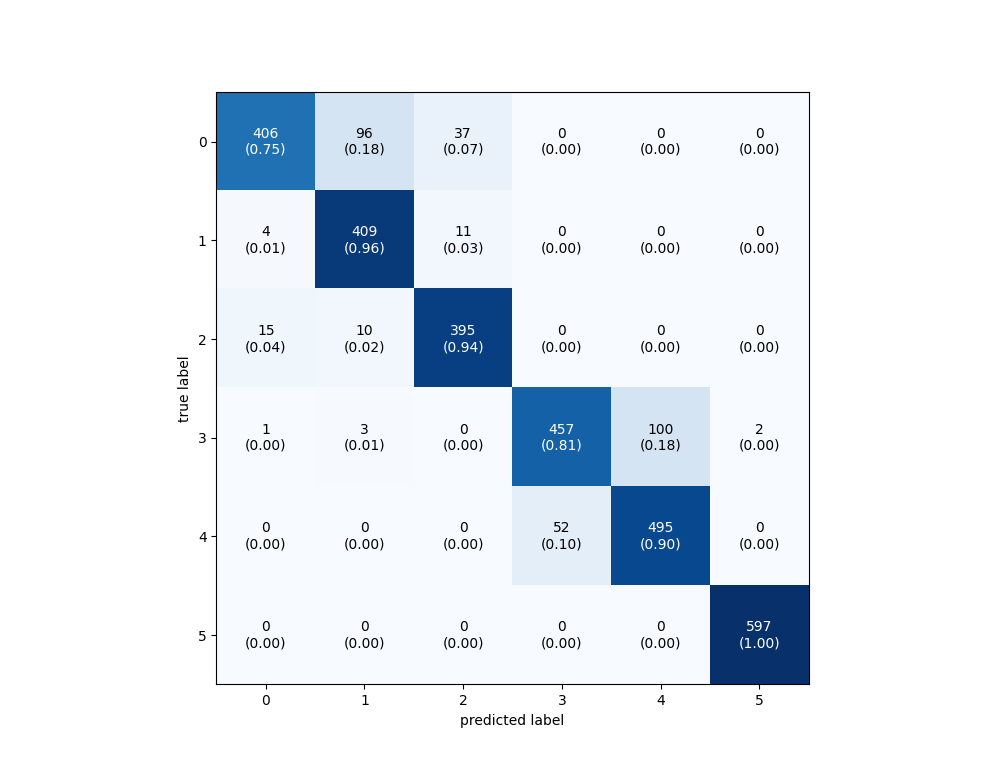 406 96 37 0 0 0
(0.75) (0.18) (0.07) (0.00) (0.00) (0.00)
0
4 409 11 0 0 0
(0.01) (0.96) (0.03) (0.00) (0.00) (0.00)
1
15 10 395 0 0 0
(0.04) (0.02) (0.94) (0.00) (0.00) (0.00)
2
true label
1 3 0 457 100 2
(0.00) (0.01) (0.00) (0.81) (0.18) (0.00)
3
0 0 0 52 495 0
(0.00) (0.00) (0.00) (0.10) (0.90) (0.00)
4
0 0 0 0 0 597
(0.00) (0.00) (0.00) (0.00) (0.00) (1.00)
5
0 1 2 3 4 5
predicted label